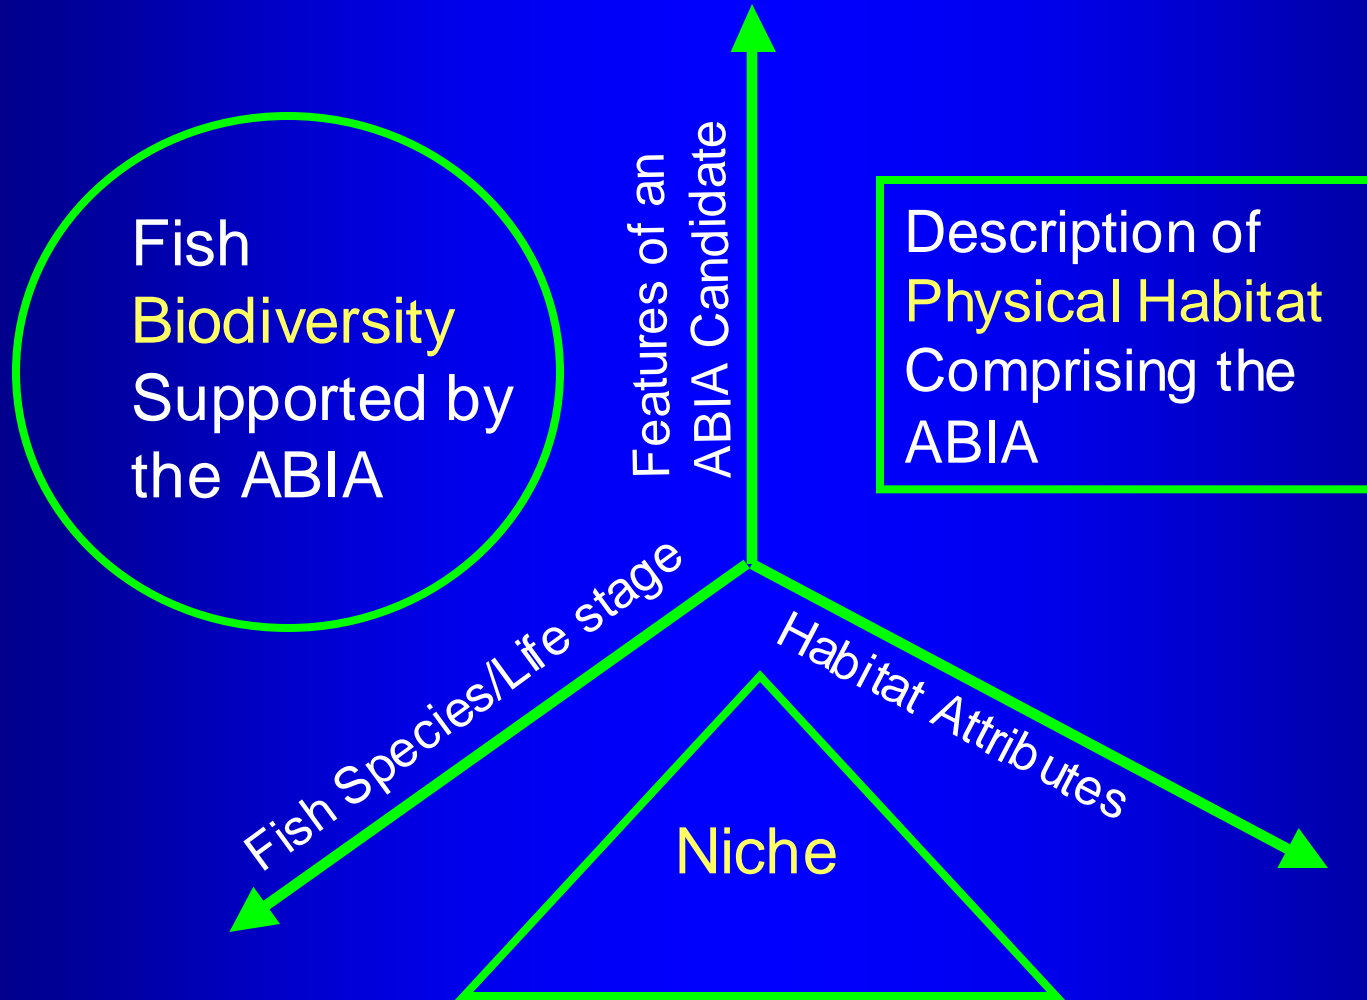 Fish
Biodiversity
Supported by
the ABIA
Features of an
ABIA Candidate
Description of
Physical Habitat
Comprising the
ABIA
Fish Species/Life stage
Habitat Attributes
Niche